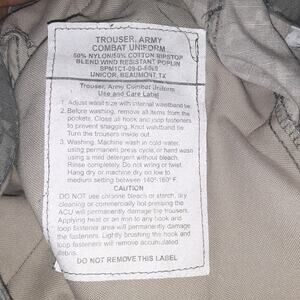 TROUSER, ARMY
COMBAT UNIFORM
50% NYLON/50% COTTON RIPSTOP
BLEND WIND RESISTANT POPLIN
UNICOR, BEAUMONT, TX
Trouser, Army Combat Uniform
Use and Care Label
1. Adjust waist size with internal waistband tie.
2. Before washing, remove all items from the
pockets. Close all hook and loop fasteners
to prevent snagging. Knot waistband tie.
Turn the trousers inside out.
3. Washing. Machine wash in cold water,
using permanent press cycle, or hand wash
using a mild detergent without bleach.
Rinse completely. Do not wring or twist.
Hang dry or machine dry on low to
medium setting between 140°-160° F.
CAUTION
DO NOT use chlorine bleach or starch, dry
cleaning or commercially hot pressing the
ACU will permanently damage the trousers.
Applying heat or an iron to any hook and
loop fastener area will permanently damage
the fasteners. Lightly brushing the hook and
loop fasteners will remove accumulated
debris.
DO NOT REMOVE THIS LABEL